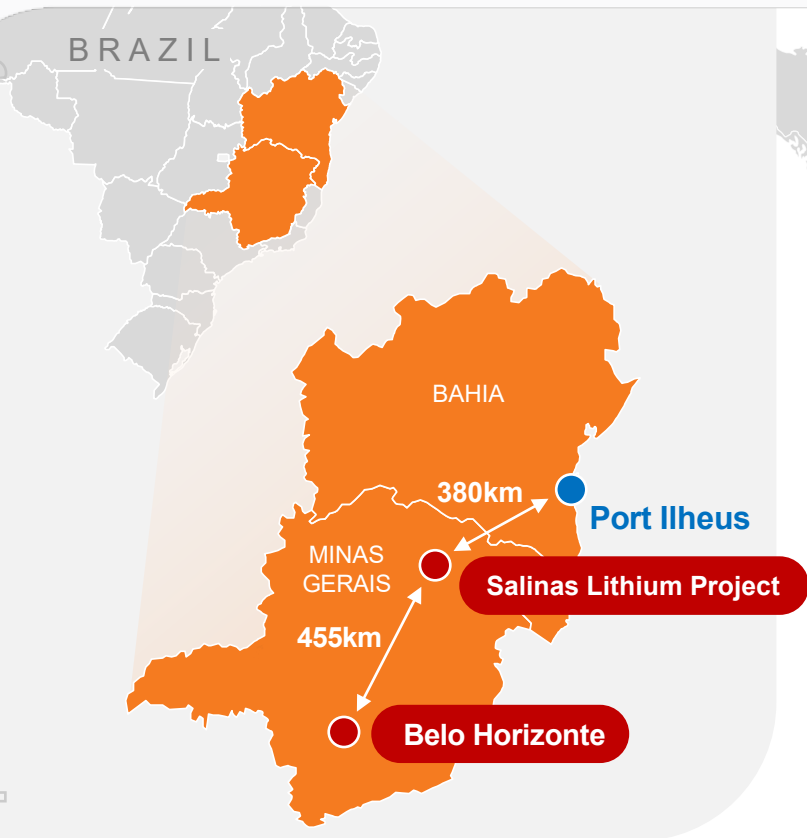 BRAZIL
BAHIA
380km
Port Ilheus
MINAS
GERAIS
Salinas Lithium Project
455km
Belo Horizonte